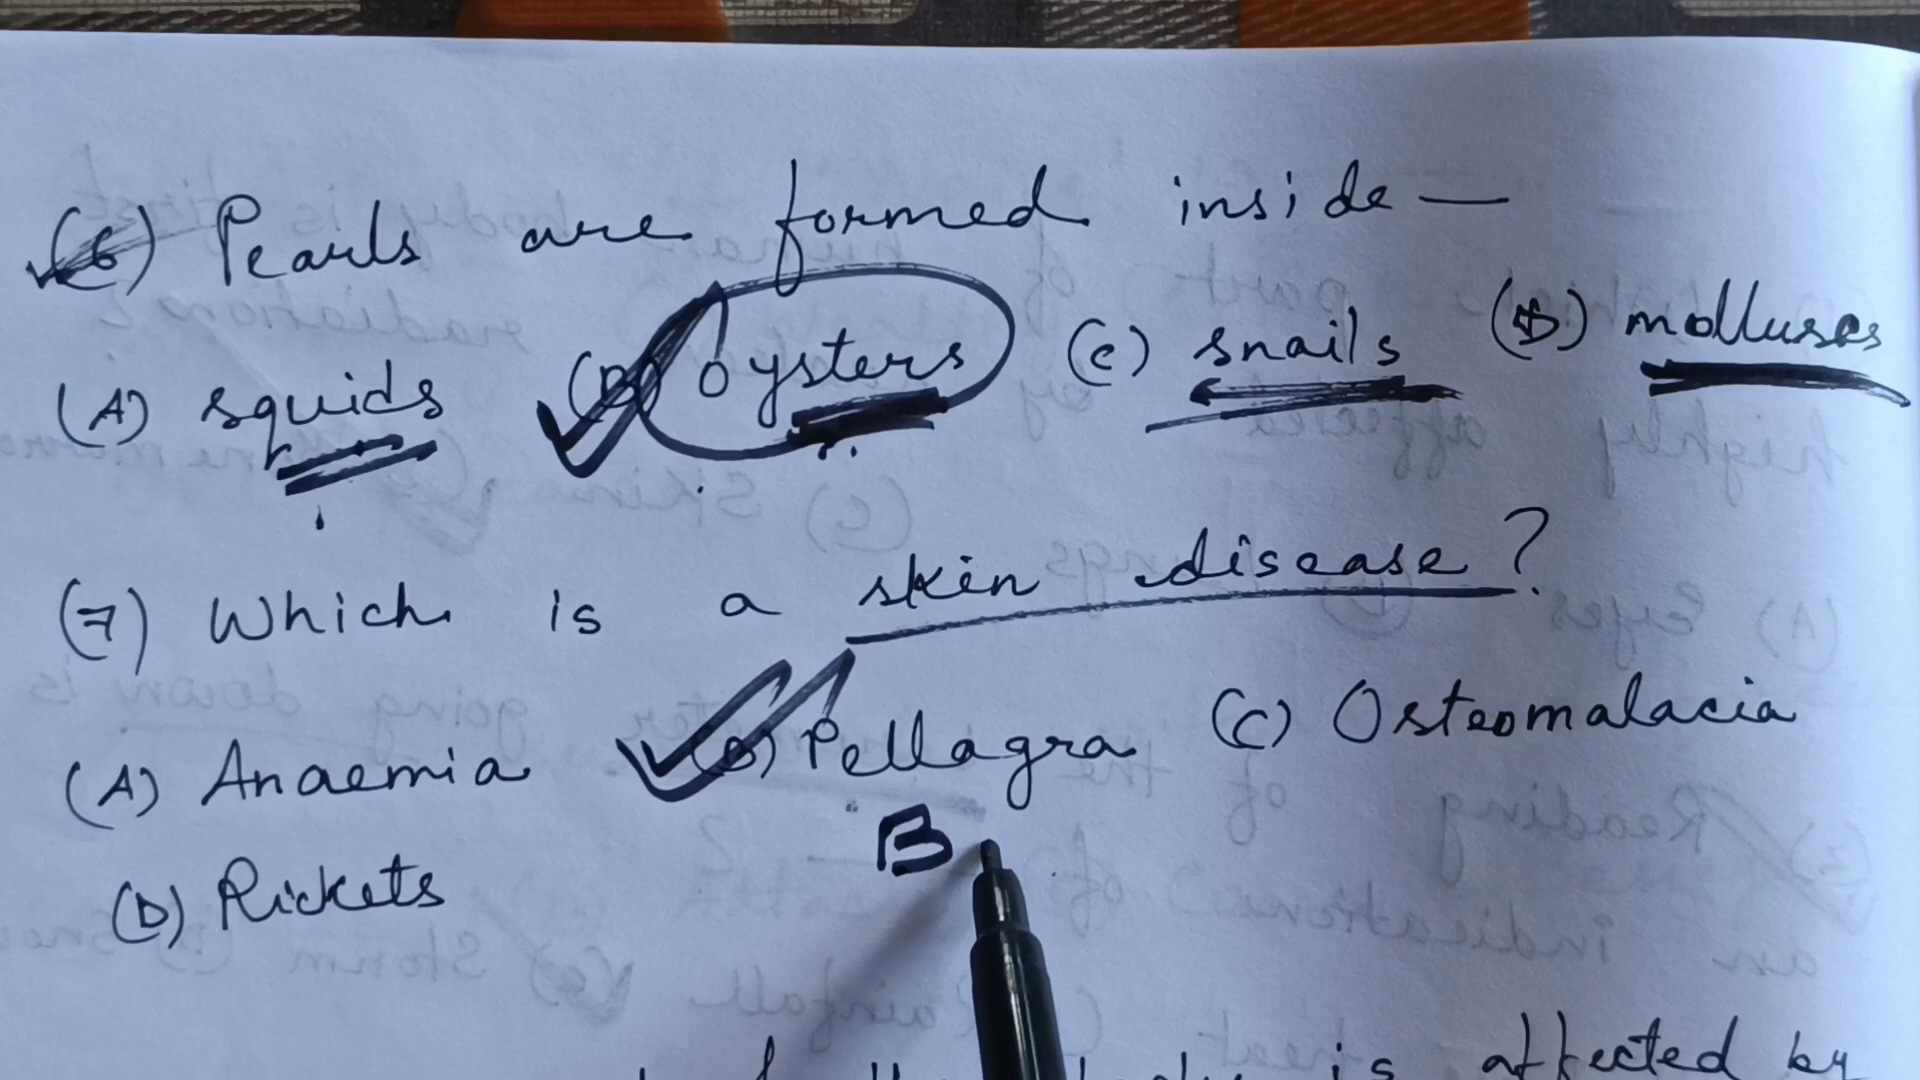 (6) Pearls are formed inside —
(A) squids (B) Oysters (C) snails (D) molluscs
(7) Which is a skin disease?
(A) Anaemia (B) Pellagra (C) Osteomalacia
B
(D) Rickets
is affected by